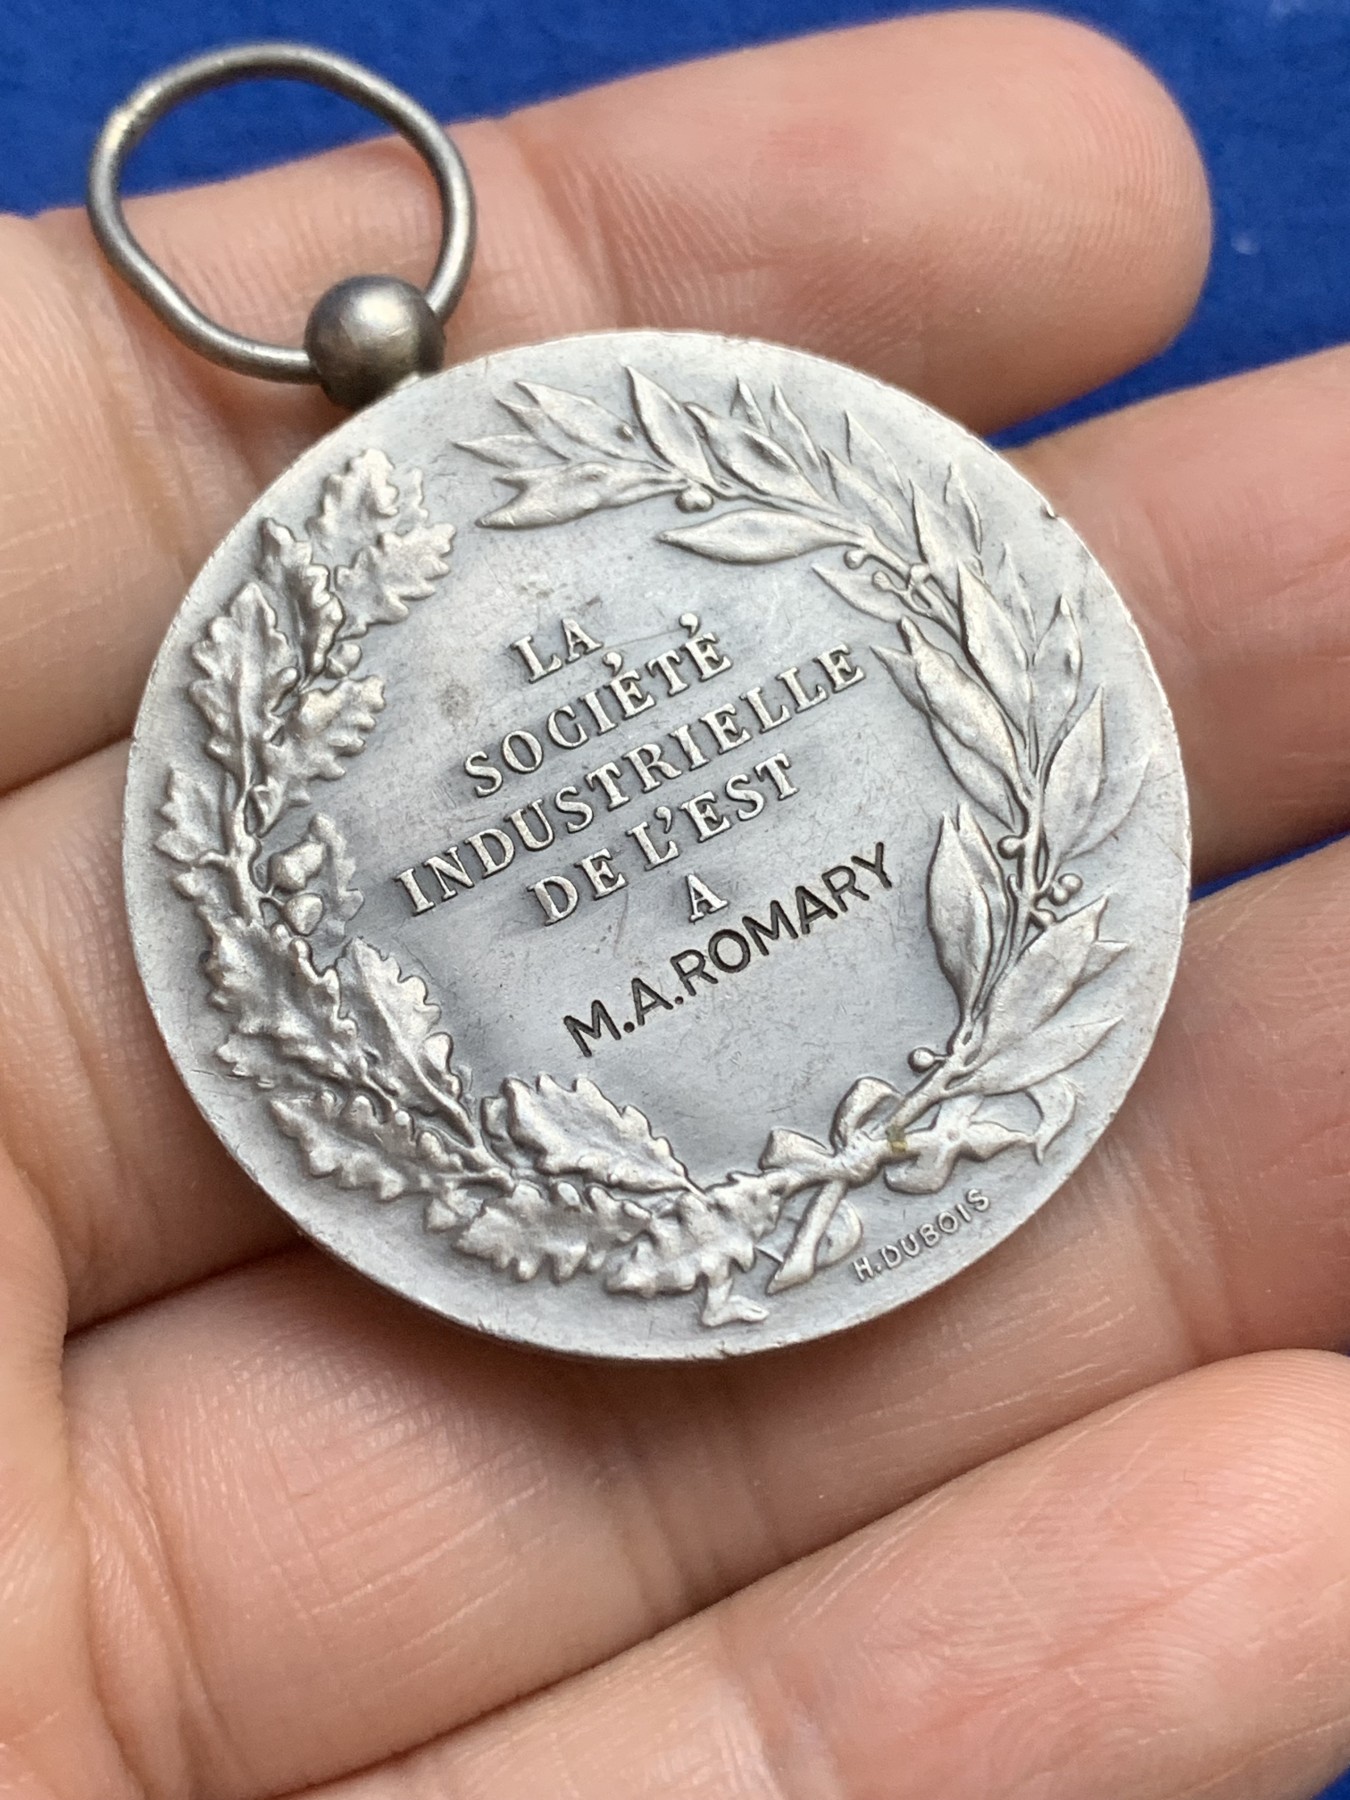 LA
SOCIÉTÉ
INDUSTRIELLE
DE L'EST
A
M.A.ROMARY
H.DUBOIS